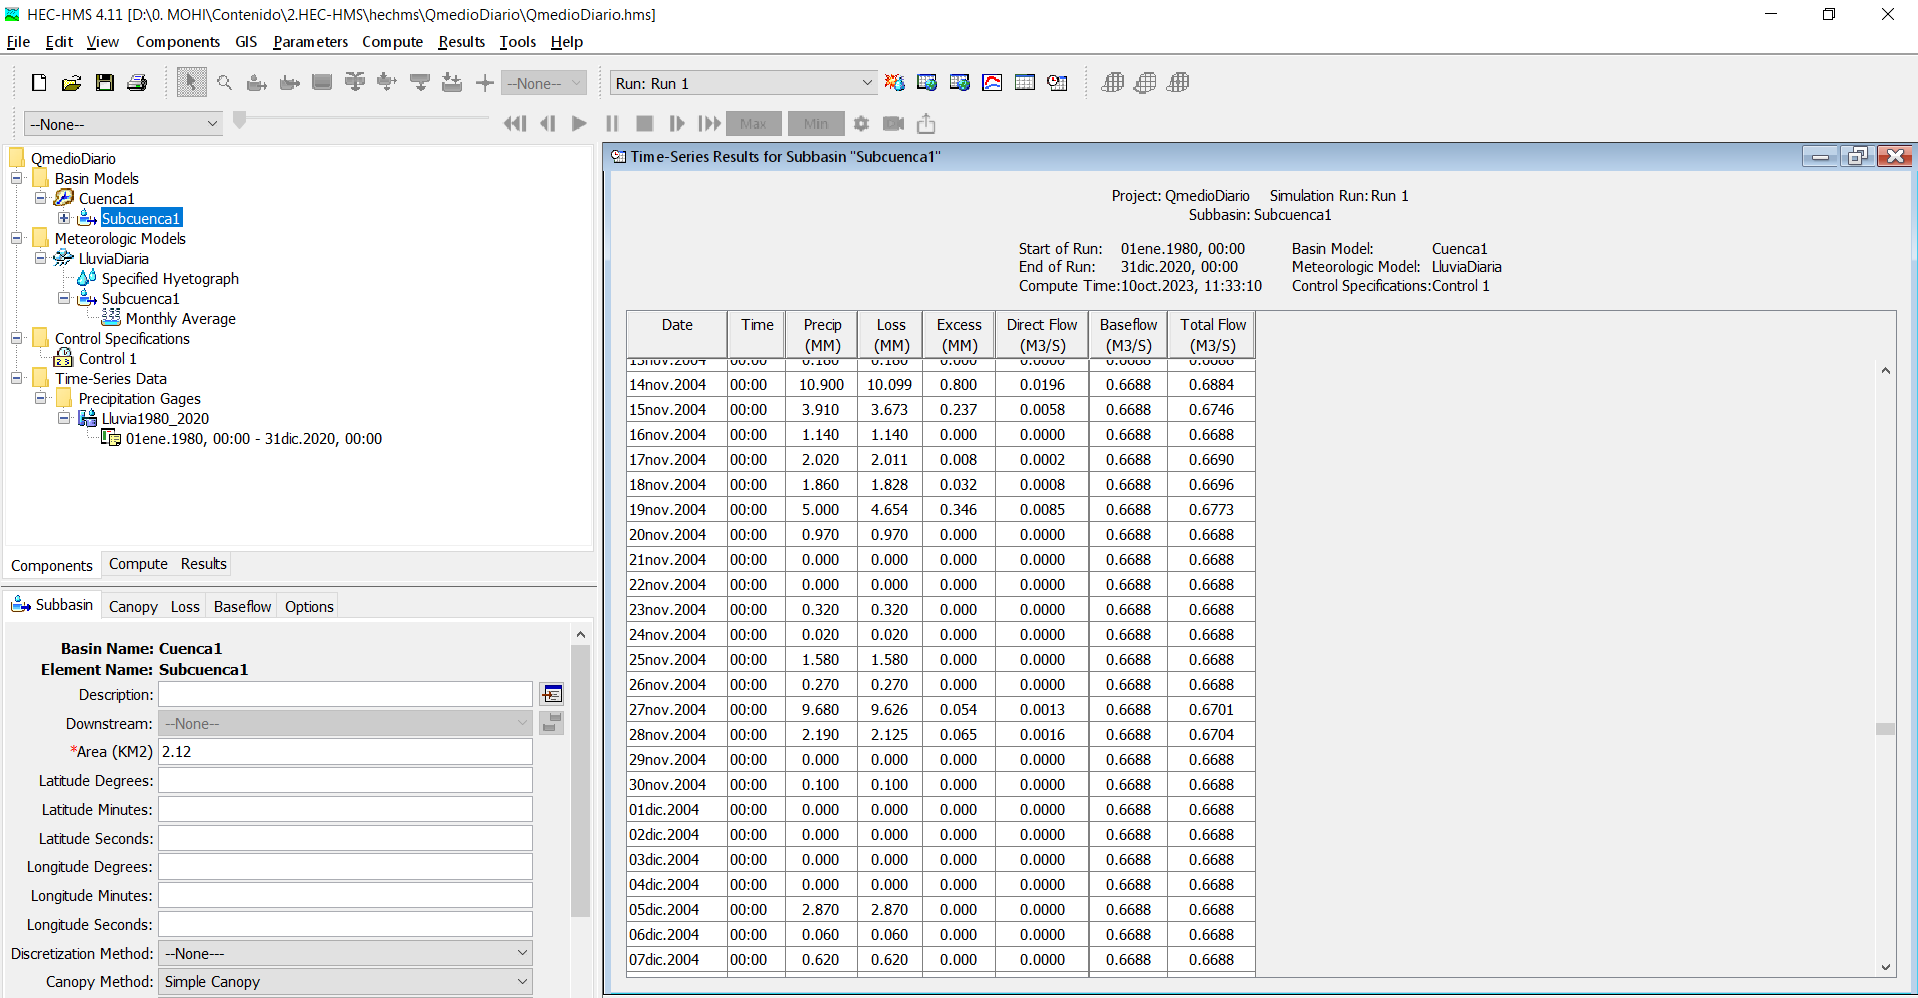 HEC-HMS 4.11 [D:\0. MOHI\Contenido\2.HEC-HMS\hechms\QmedioDiario\QmedioDiario.hms]
File Edit View Components GIS Parameters Compute Results Tools Help
--None-- Run: Run 1
--None-- Max Min
QmedioDiario
Basin Models
Cuenca1
Subcuenca1
Meteorologic Models
LluviaDiaria
Specified Hyetograph
Subcuenca1
Monthly Average
Control Specifications
Control 1
Time-Series Data
Precipitation Gages
Lluvia1980_2020
01ene.1980, 00:00 - 31dic.2020, 00:00
Components Compute Results
Subbasin Canopy Loss Baseflow Options
Basin Name: Cuenca1
Element Name: Subcuenca1
Description:
Downstream: --None--
*Area (KM2) 2.12
Latitude Degrees:
Latitude Minutes:
Latitude Seconds:
Longitude Degrees:
Longitude Minutes:
Longitude Seconds:
Discretization Method: --None---
Canopy Method: Simple Canopy
Time-Series Results for Subbasin "Subcuenca1"
Project: QmedioDiario Simulation Run: Run 1
Subbasin: Subcuenca1
Start of Run: 01ene.1980, 00:00 Basin Model: Cuenca1
End of Run: 31dic.2020, 00:00 Meteorologic Model: LluviaDiaria
Compute Time:10oct.2023, 11:33:10 Control Specifications:Control 1
Date Time Precip Loss Excess Direct Flow Baseflow Total Flow
(MM) (MM) (MM) (M3/S) (M3/S) (M3/S)
13nov.2004 00:00 0.180 0.180 0.000 0.0000 0.6688 0.6688
14nov.2004 00:00 10.900 10.099 0.800 0.0196 0.6688 0.6884
15nov.2004 00:00 3.910 3.673 0.237 0.0058 0.6688 0.6746
16nov.2004 00:00 1.140 1.140 0.000 0.0000 0.6688 0.6688
17nov.2004 00:00 2.020 2.011 0.008 0.0002 0.6688 0.6690
18nov.2004 00:00 1.860 1.828 0.032 0.0008 0.6688 0.6696
19nov.2004 00:00 5.000 4.654 0.346 0.0085 0.6688 0.6773
20nov.2004 00:00 0.970 0.970 0.000 0.0000 0.6688 0.6688
21nov.2004 00:00 0.000 0.000 0.000 0.0000 0.6688 0.6688
22nov.2004 00:00 0.000 0.000 0.000 0.0000 0.6688 0.6688
23nov.2004 00:00 0.320 0.320 0.000 0.0000 0.6688 0.6688
24nov.2004 00:00 0.020 0.020 0.000 0.0000 0.6688 0.6688
25nov.2004 00:00 1.580 1.580 0.000 0.0000 0.6688 0.6688
26nov.2004 00:00 0.270 0.270 0.000 0.0000 0.6688 0.6688
27nov.2004 00:00 9.680 9.626 0.054 0.0013 0.6688 0.6701
28nov.2004 00:00 2.190 2.125 0.065 0.0016 0.6688 0.6704
29nov.2004 00:00 0.000 0.000 0.000 0.0000 0.6688 0.6688
30nov.2004 00:00 0.100 0.100 0.000 0.0000 0.6688 0.6688
01dic.2004 00:00 0.000 0.000 0.000 0.0000 0.6688 0.6688
02dic.2004 00:00 0.000 0.000 0.000 0.0000 0.6688 0.6688
03dic.2004 00:00 0.000 0.000 0.000 0.0000 0.6688 0.6688
04dic.2004 00:00 0.000 0.000 0.000 0.0000 0.6688 0.6688
05dic.2004 00:00 2.870 2.870 0.000 0.0000 0.6688 0.6688
06dic.2004 00:00 0.060 0.060 0.000 0.0000 0.6688 0.6688
07dic.2004 00:00 0.620 0.620 0.000 0.0000 0.6688 0.6688